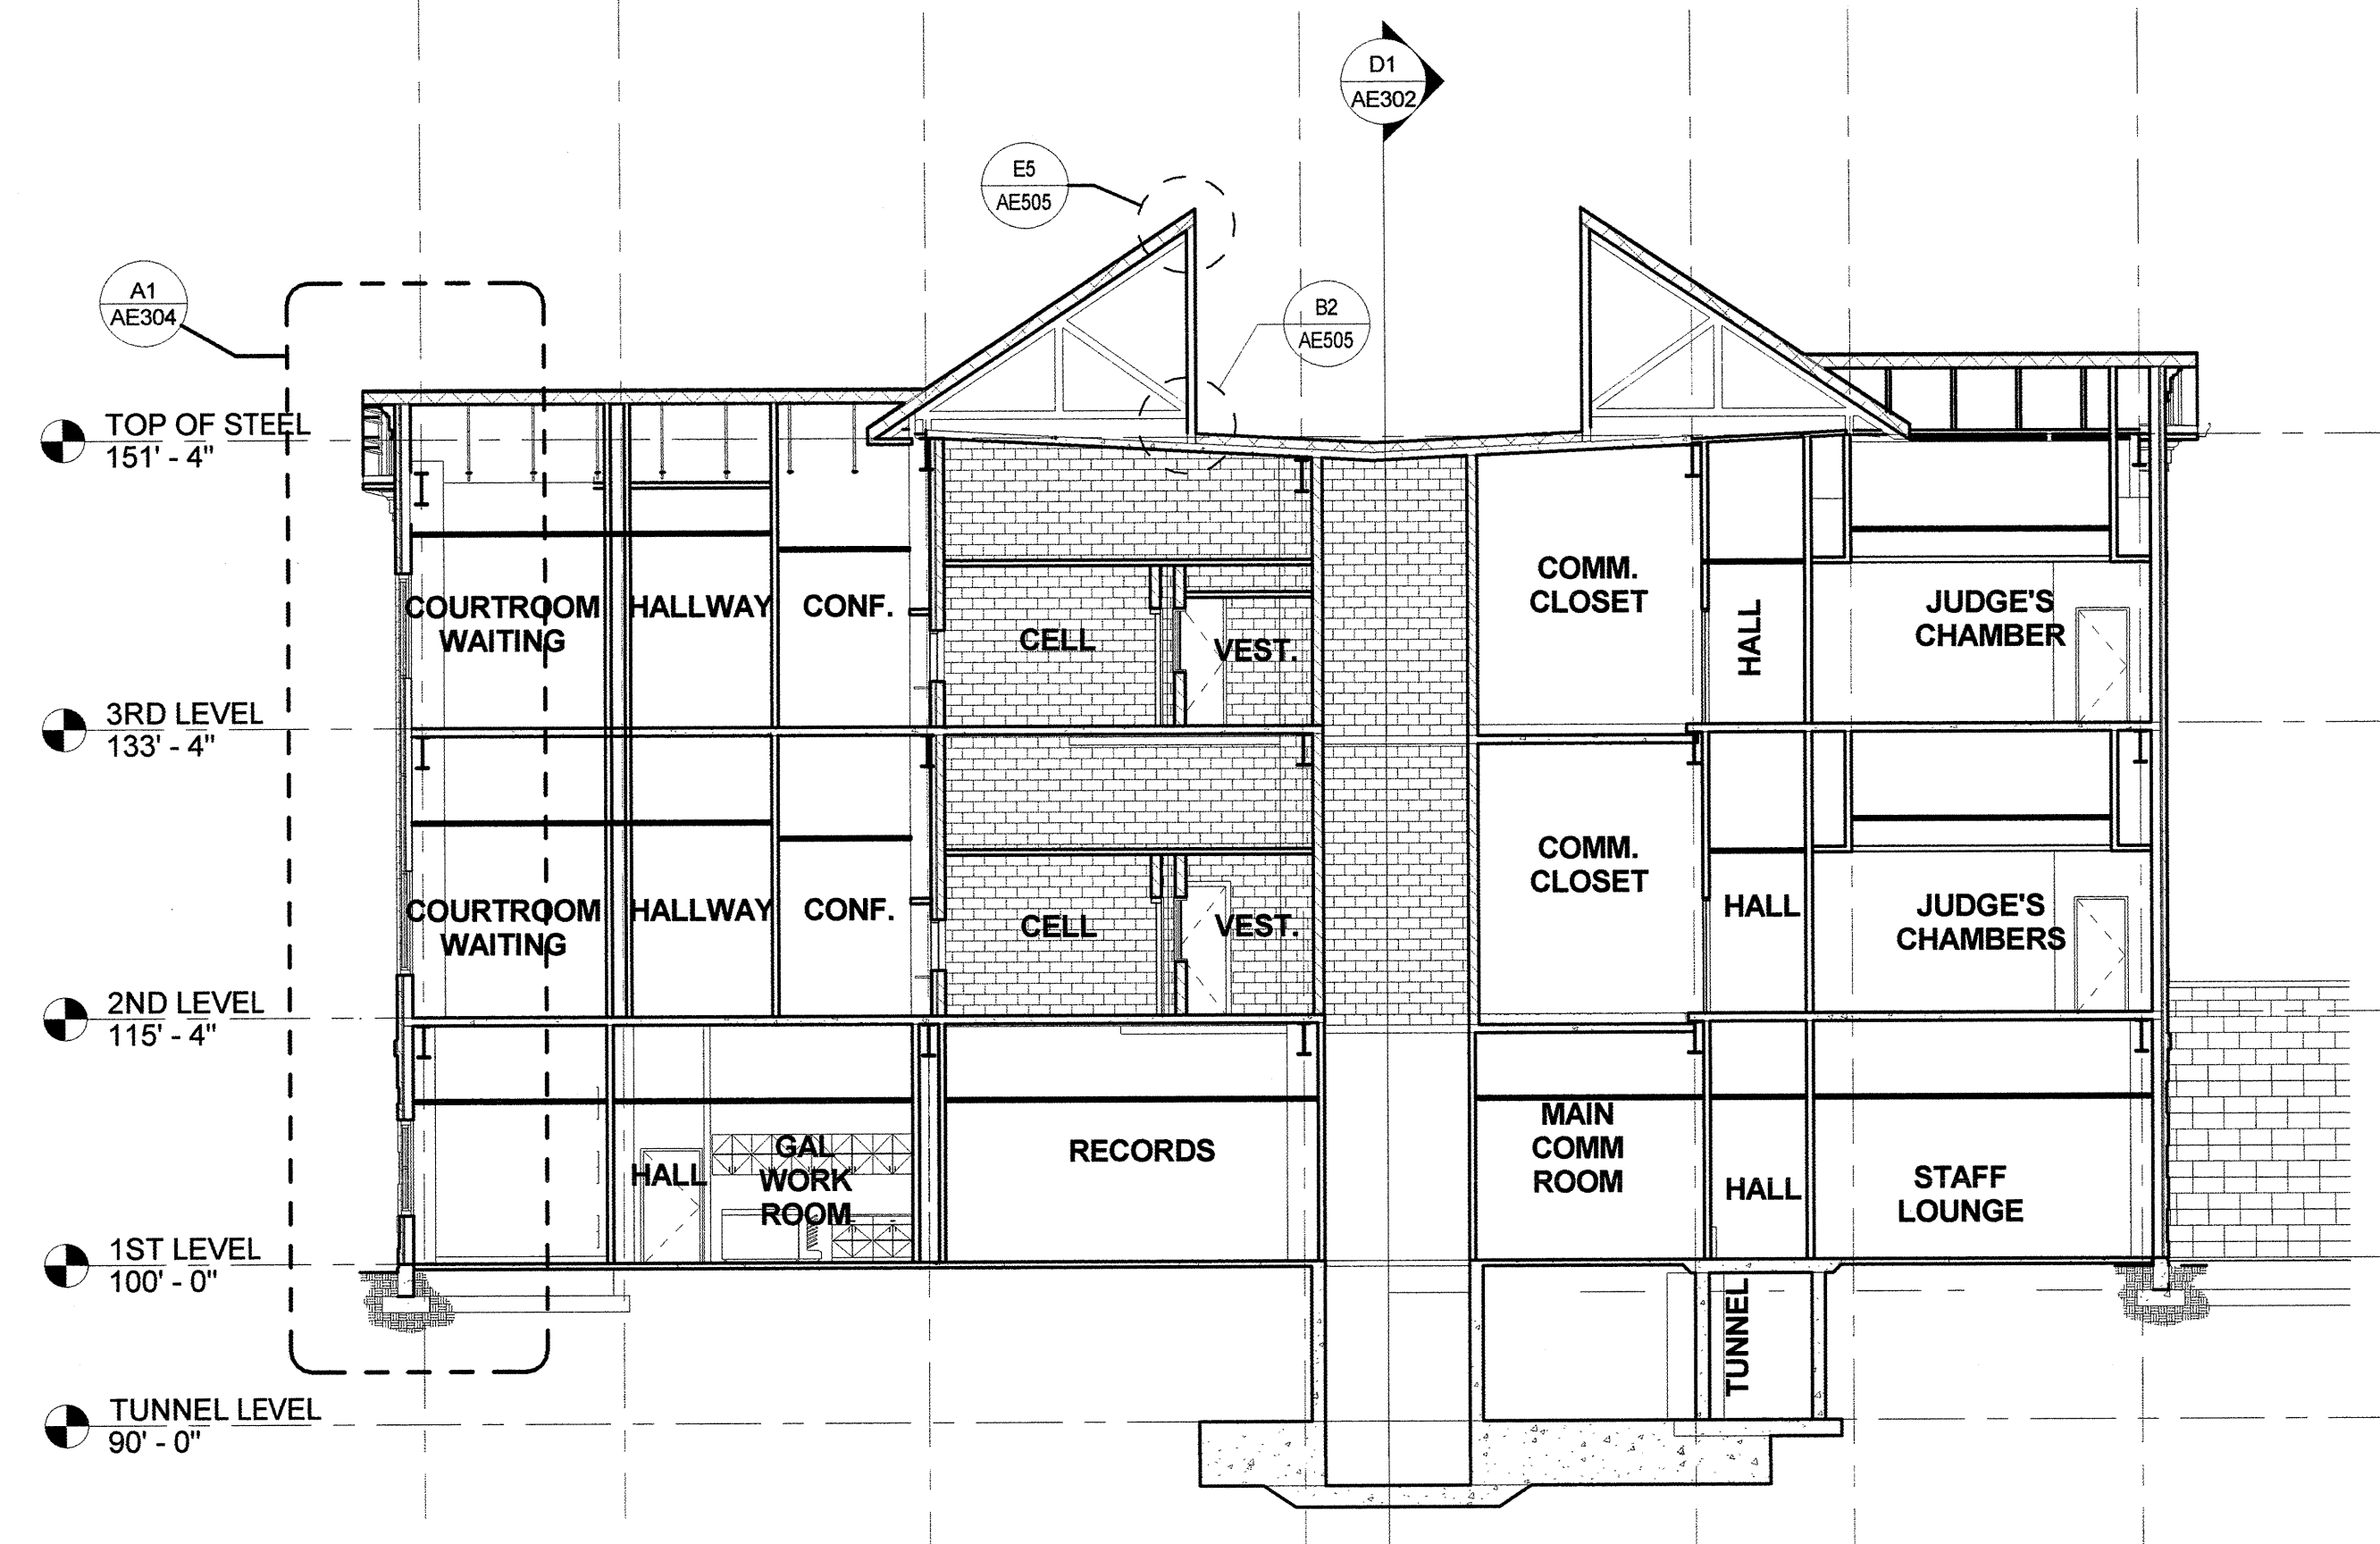 D1
AE302
E5
AE505
A1
AE304
B2
AE505
TOP OF STEEL
151' - 4"
COURTROOM
WAITING
HALLWAY
CONF.
CELL
VEST.
COMM.
CLOSET
HALL
JUDGE'S
CHAMBER
3RD LEVEL
133' - 4"
COURTROOM
WAITING
HALLWAY
CONF.
CELL
VEST.
COMM.
CLOSET
HALL
JUDGE'S
CHAMBERS
2ND LEVEL
115' - 4"
HALL
GAL
WORK
ROOM
RECORDS
MAIN
COMM
ROOM
HALL
STAFF
LOUNGE
1ST LEVEL
100' - 0"
TUNNEL
TUNNEL LEVEL
90' - 0"